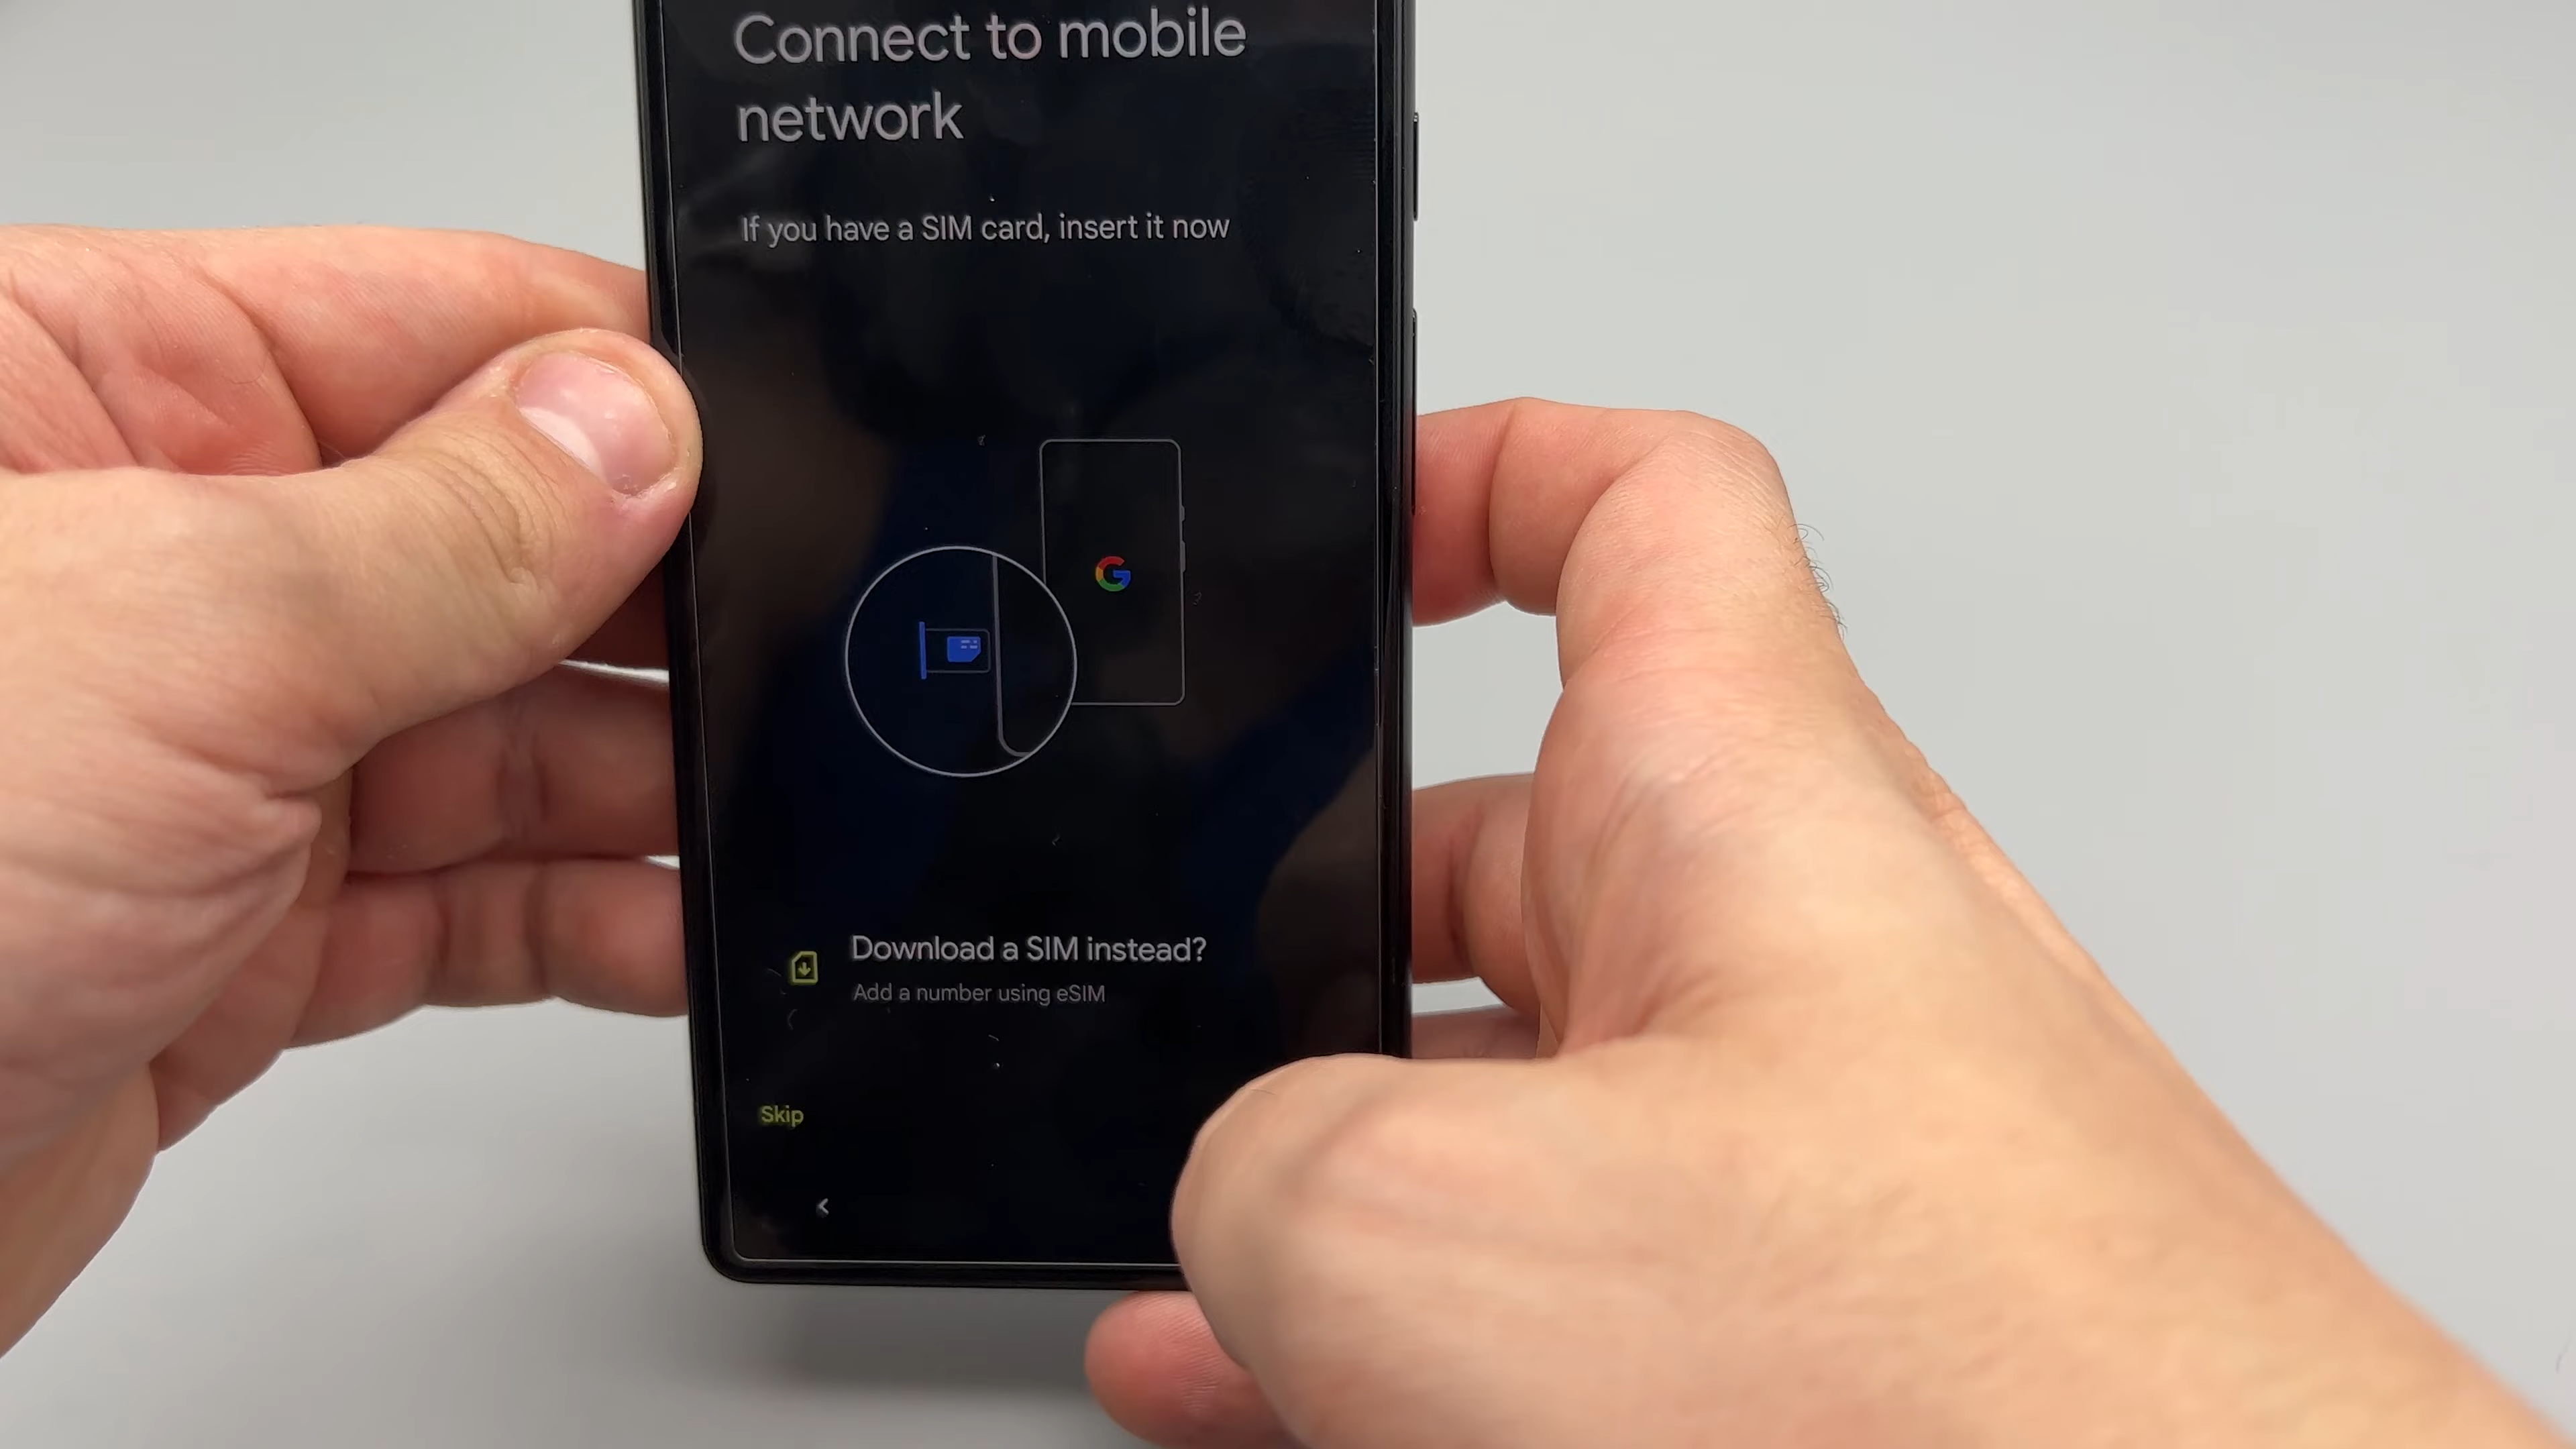 Connect to mobile
network
If you have a SIM card, insert it now
G
Download a SIM instead?
Add a number using eSIM
Skip